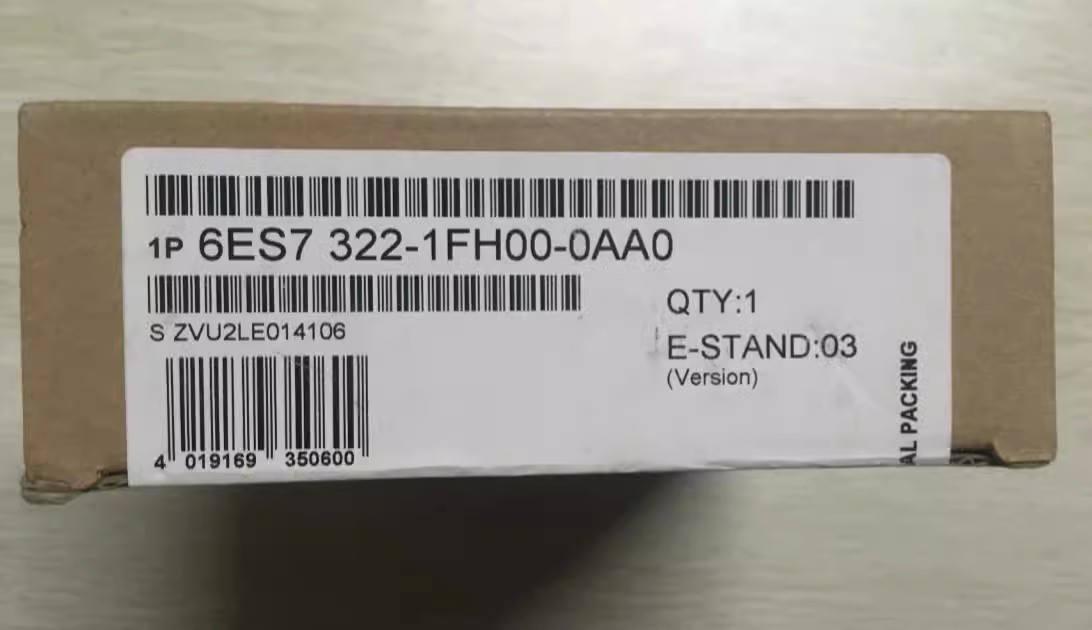 1P 6ES7 322-1FH00-0AA0
S ZVU2LE014106
QTY:1
E-STAND:03
(Version)
4 019169 350600
AL PACKING